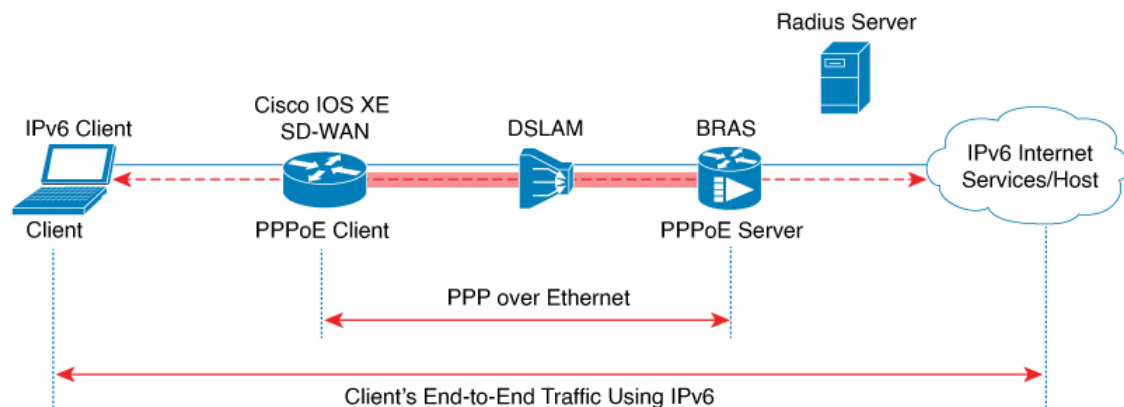 Radius Server
Cisco IOS XE
SD-WAN
IPv6 Client
DSLAM
BRAS
IPv6 Internet
Services/Host
Client
PPPoE Client
PPPoE Server
PPP over Ethernet
Client's End-to-End Traffic Using IPv6